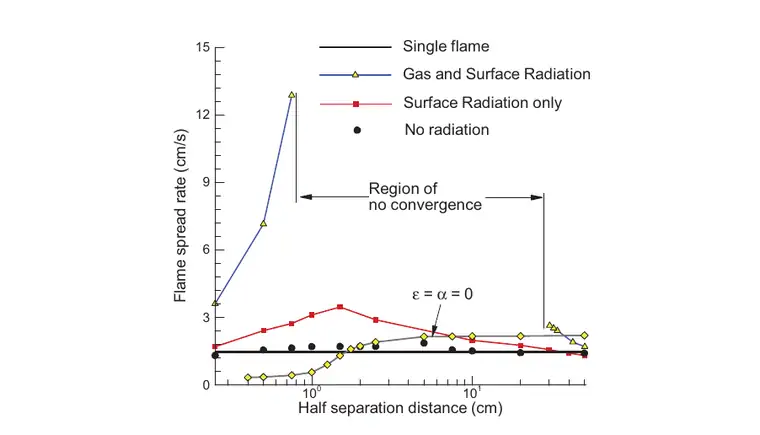 15
12
9
6
3
0
Flame spread rate (cm/s)
Single flame
Gas and Surface Radiation
Surface Radiation only
No radiation
Region of
no convergence
ε = α = 0
10⁰
10¹
Half separation distance (cm)